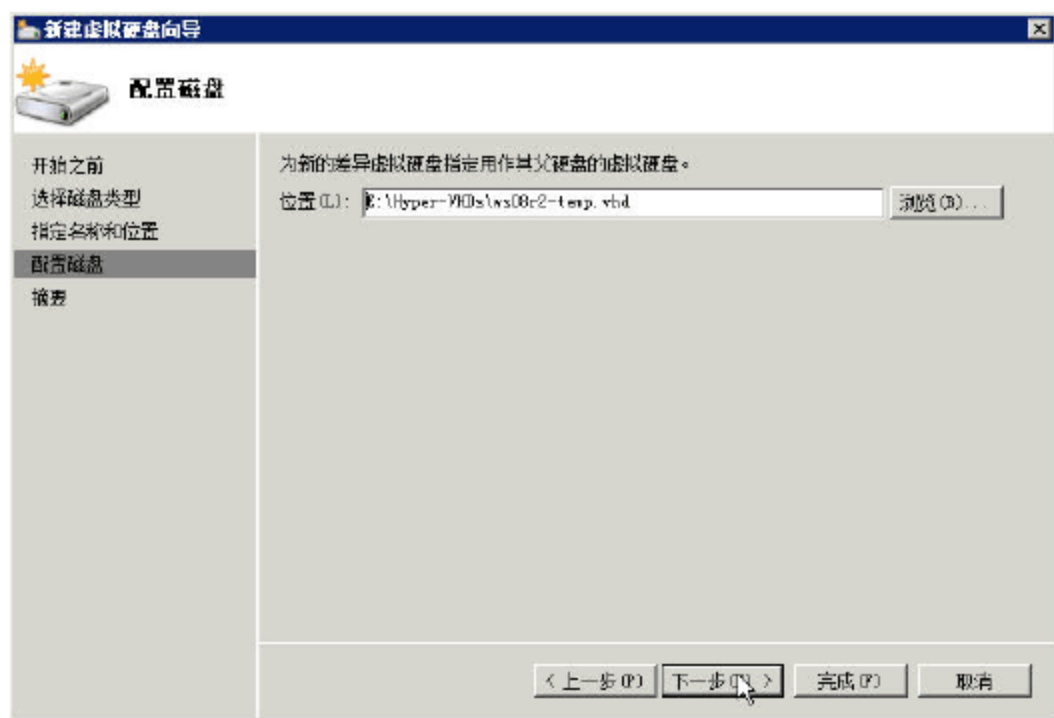 新建虚拟硬盘向导
配置磁盘
开始之前
选择磁盘类型
指定名称和位置
配置磁盘
摘要
为新的差异虚拟硬盘指定用作其父硬盘的虚拟硬盘。
位置(L): E:\Hyper-VHDs\ws08r2-temp.vhd 浏览(B)...
< 上一步(P) 下一步(N) > 完成(F) 取消